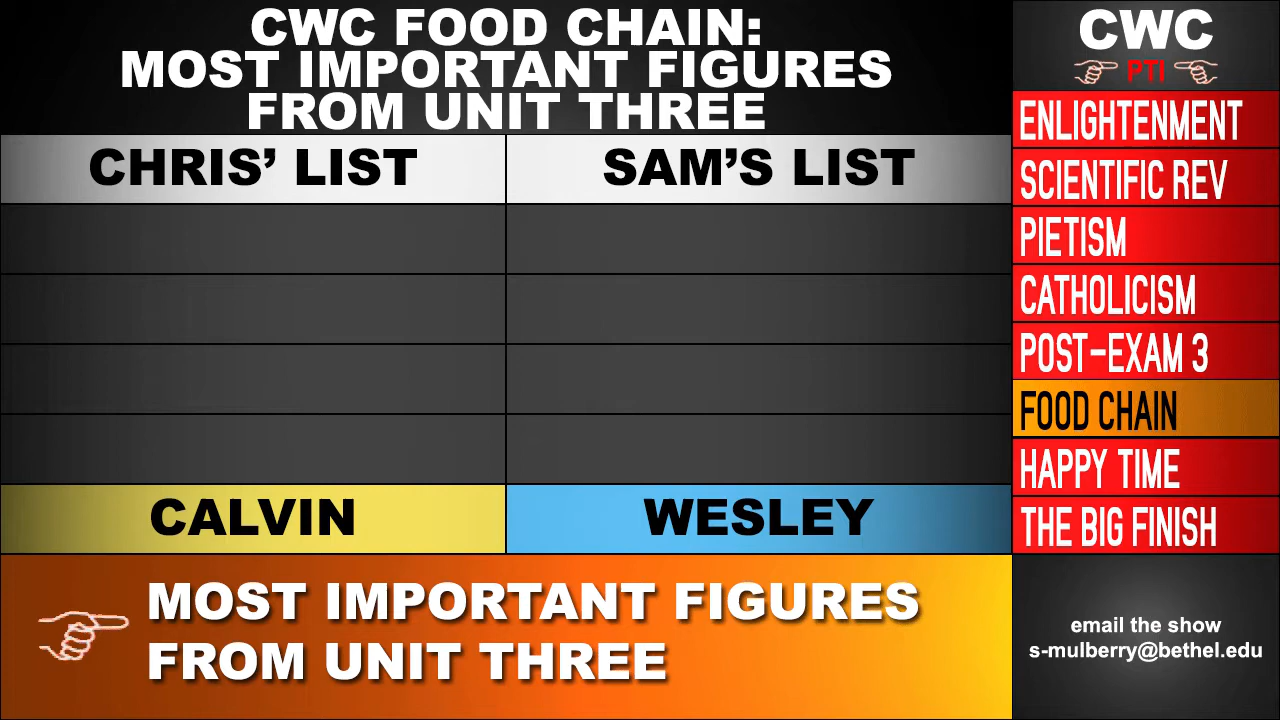 CWC FOOD CHAIN:
MOST IMPORTANT FIGURES
FROM UNIT THREE
CHRIS' LIST
SAM'S LIST
CALVIN
WESLEY
MOST IMPORTANT FIGURES
FROM UNIT THREE
CWC
PTI
ENLIGHTENMENT
SCIENTIFIC REV
PIETISM
CATHOLICISM
POST-EXAM 3
FOOD CHAIN
HAPPY TIME
THE BIG FINISH
email the show
s-mulberry@bethel.edu